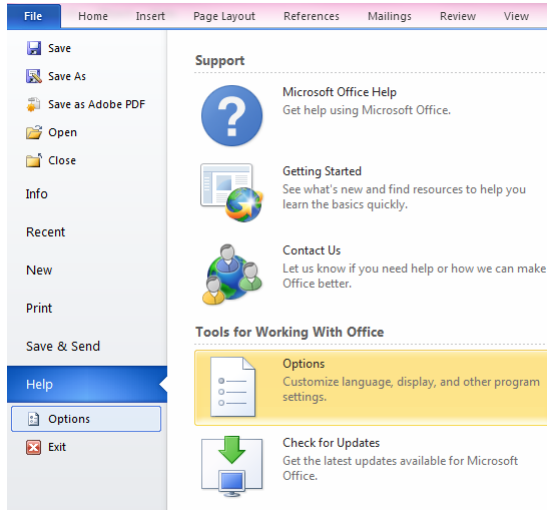 File Home Insert Page Layout References Mailings Review View
Save
Save As
Save as Adobe PDF
Open
Close
Info
Recent
New
Print
Save & Send
Help
Options
Exit
Support
Microsoft Office Help
Get help using Microsoft Office.
Getting Started
See what's new and find resources to help you
learn the basics quickly.
Contact Us
Let us know if you need help or how we can make
Office better.
Tools for Working With Office
Options
Customize language, display, and other program
settings.
Check for Updates
Get the latest updates available for Microsoft
Office.